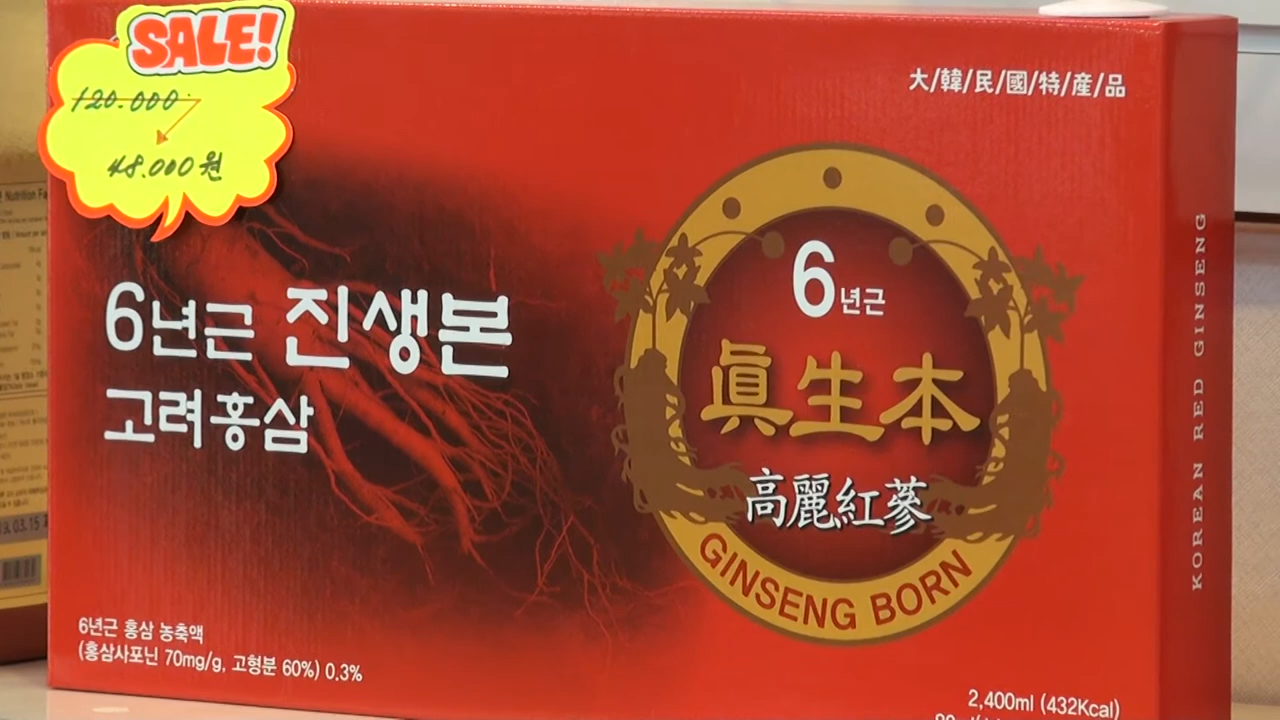 SALE!
120.000
48.000원
大/韓/民/國/特/産/品
6년근 진생본
고려홍삼
6년근
眞生本
高麗紅蔘
GINSENG BORN
KOREAN RED GINSENG
6년근 홍삼 농축액
(홍삼사포닌 70mg/g, 고형분 60%) 0.3%
2,400ml (432Kcal)
Nutrition
03.15